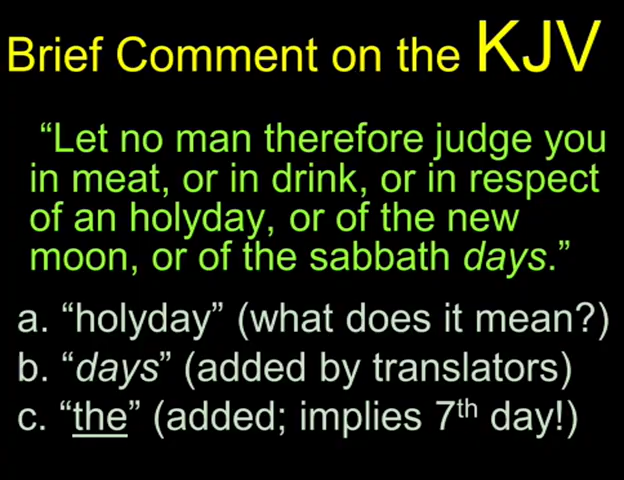 Brief Comment on the KJV
“Let no man therefore judge you
in meat, or in drink, or in respect
of an holyday, or of the new
moon, or of the sabbath days.”
a. “holyday” (what does it mean?)
b. “days” (added by translators)
c. “the” (added; implies 7th day!)